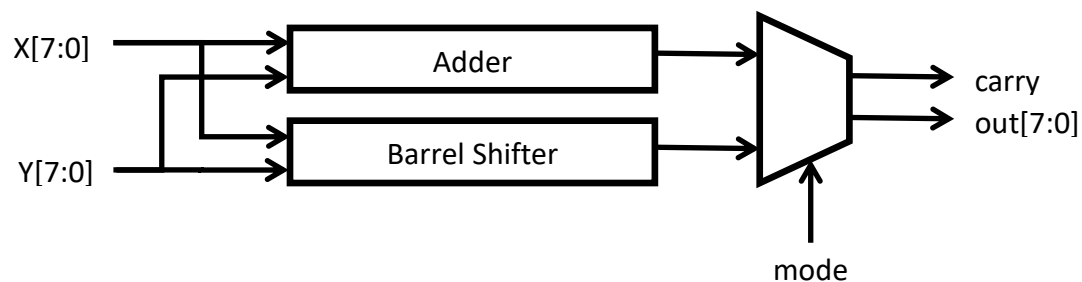 X[7:0]
Adder
carry
out[7:0]
Barrel Shifter
Y[7:0]
mode